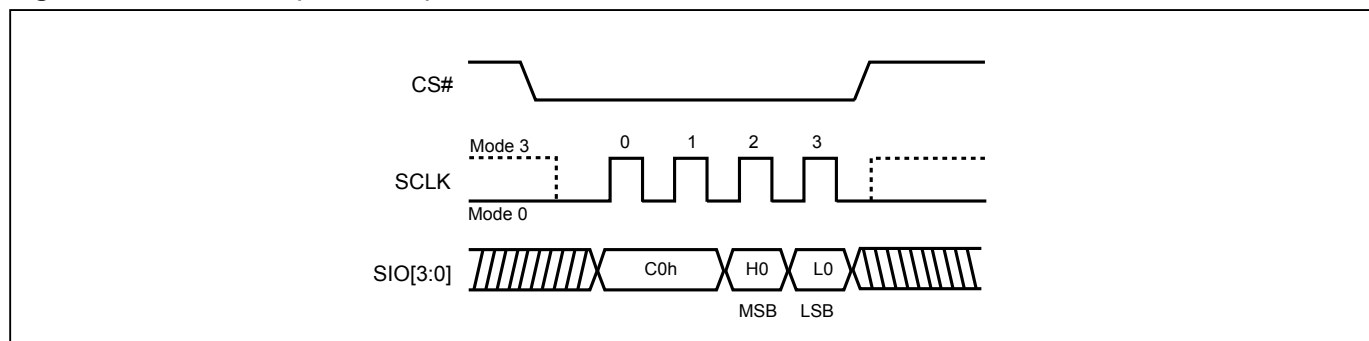 CS#
Mode 3
0 1 2 3
SCLK
Mode 0
SIO[3:0]
C0h H0 L0
MSB LSB